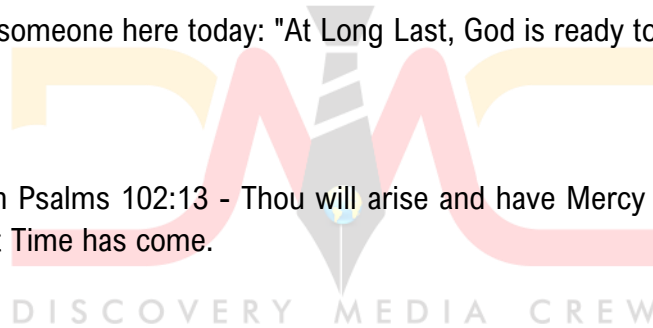 someone here today: "At Long Last, God is ready to
n Psalms 102:13 - Thou will arise and have Mercy
Time has come.
DISCOVERY MEDIA CREW